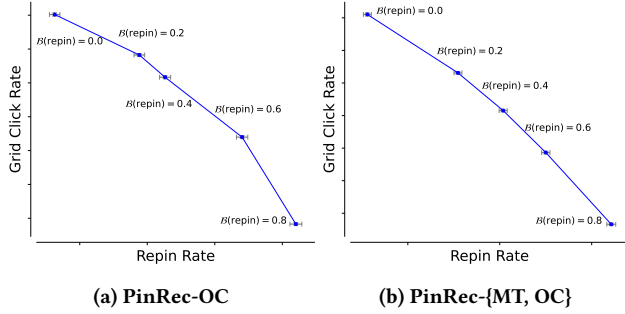 Grid Click Rate
𝓑(repin) = 0.0
𝓑(repin) = 0.2
𝓑(repin) = 0.4
𝓑(repin) = 0.6
𝓑(repin) = 0.8
Repin Rate
(a) PinRec-OC
Grid Click Rate
𝓑(repin) = 0.0
𝓑(repin) = 0.2
𝓑(repin) = 0.4
𝓑(repin) = 0.6
𝓑(repin) = 0.8
Repin Rate
(b) PinRec-{MT, OC}